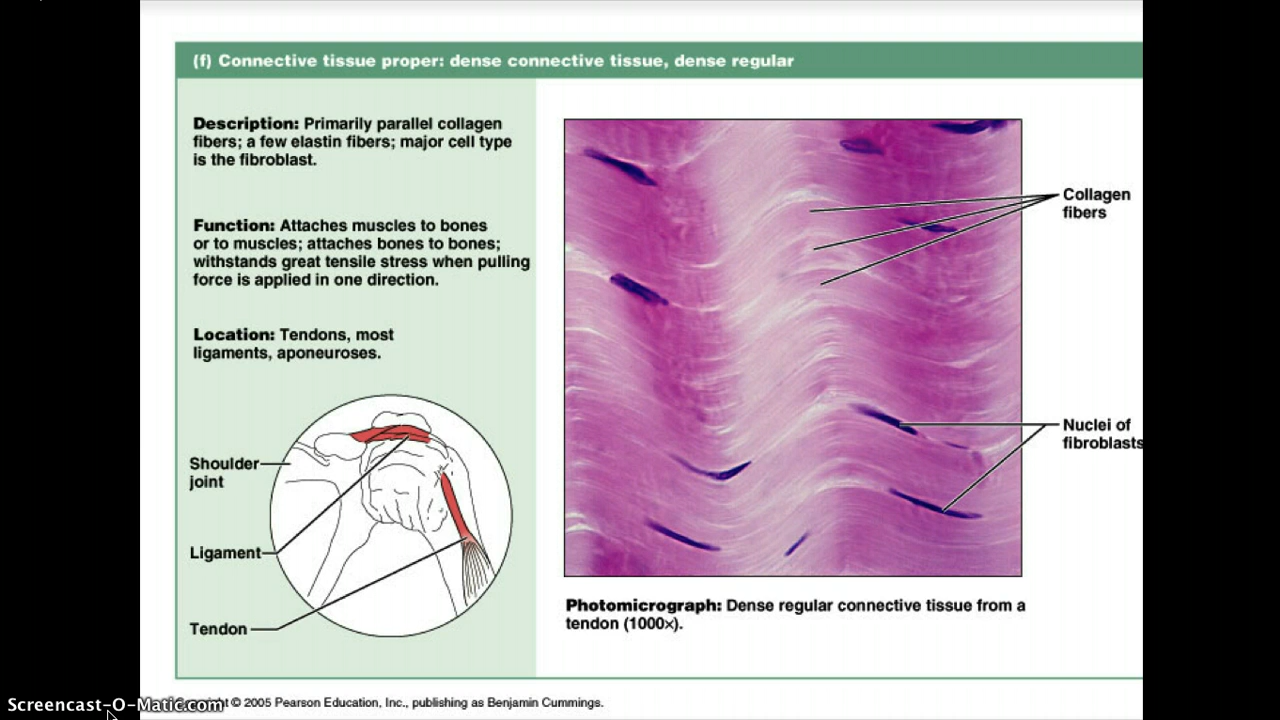 (f) Connective tissue proper: dense connective tissue, dense regular
Description: Primarily parallel collagen
fibers; a few elastin fibers; major cell type
is the fibroblast.
Function: Attaches muscles to bones
or to muscles; attaches bones to bones;
withstands great tensile stress when pulling
force is applied in one direction.
Location: Tendons, most
ligaments, aponeuroses.
Shoulder
joint
Ligament
Tendon
Collagen
fibers
Nuclei of
fibroblasts
Photomicrograph: Dense regular connective tissue from a
tendon (1000×).
© 2005 Pearson Education, Inc., publishing as Benjamin Cummings.
Screencast-O-Matic.com